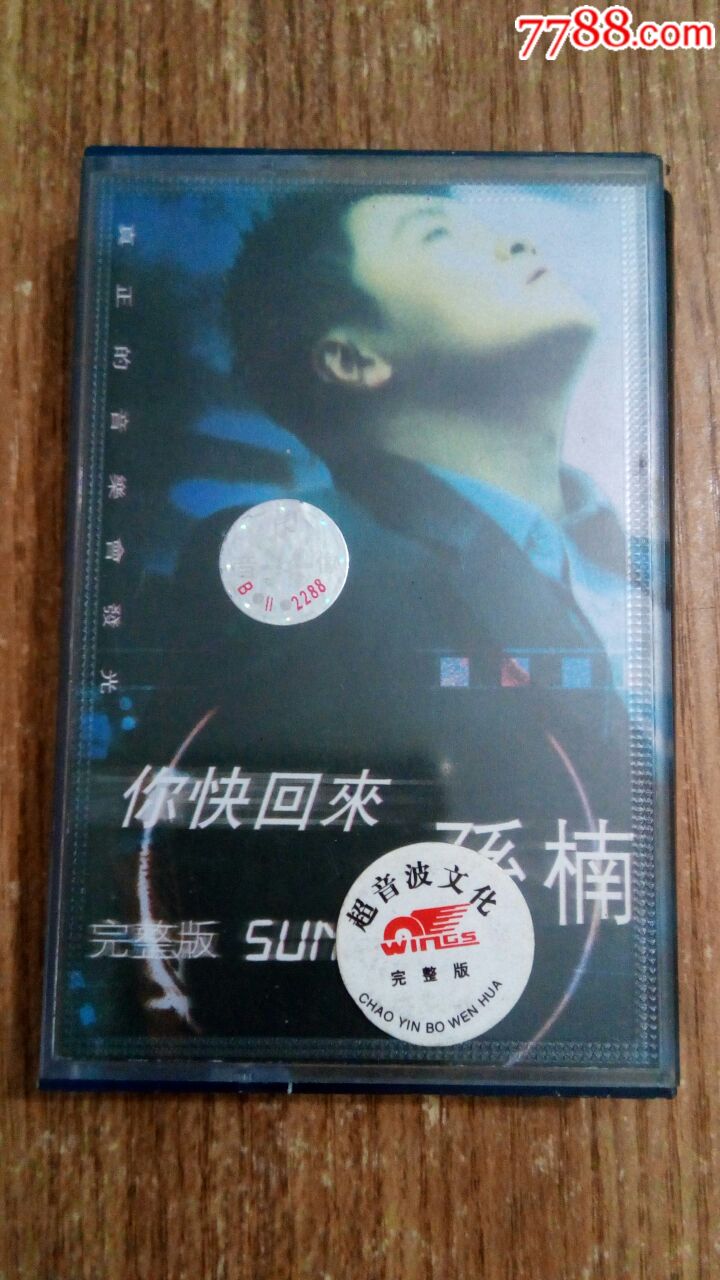 7788.com
真正的音樂會發光
B·II·2288
你快回來
孫楠
完整版 SUN
超音波文化
WINGS
完整版
CHAO YIN BO WEN HUA